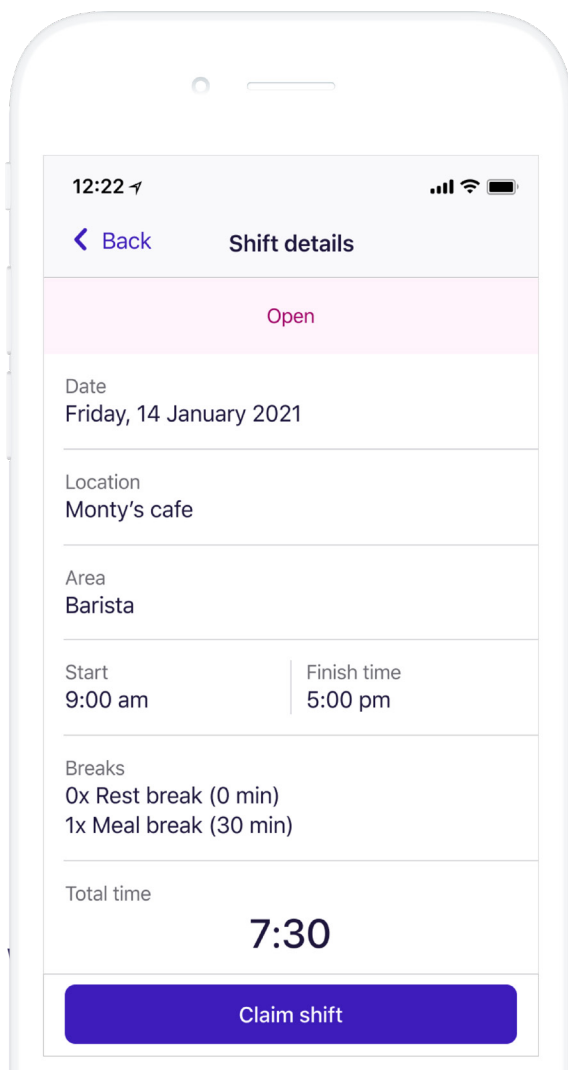 12:22
Back Shift details
Open
Date
Friday, 14 January 2021
Location
Monty's cafe
Area
Barista
Start Finish time
9:00 am 5:00 pm
Breaks
0x Rest break (0 min)
1x Meal break (30 min)
Total time
7:30
Claim shift